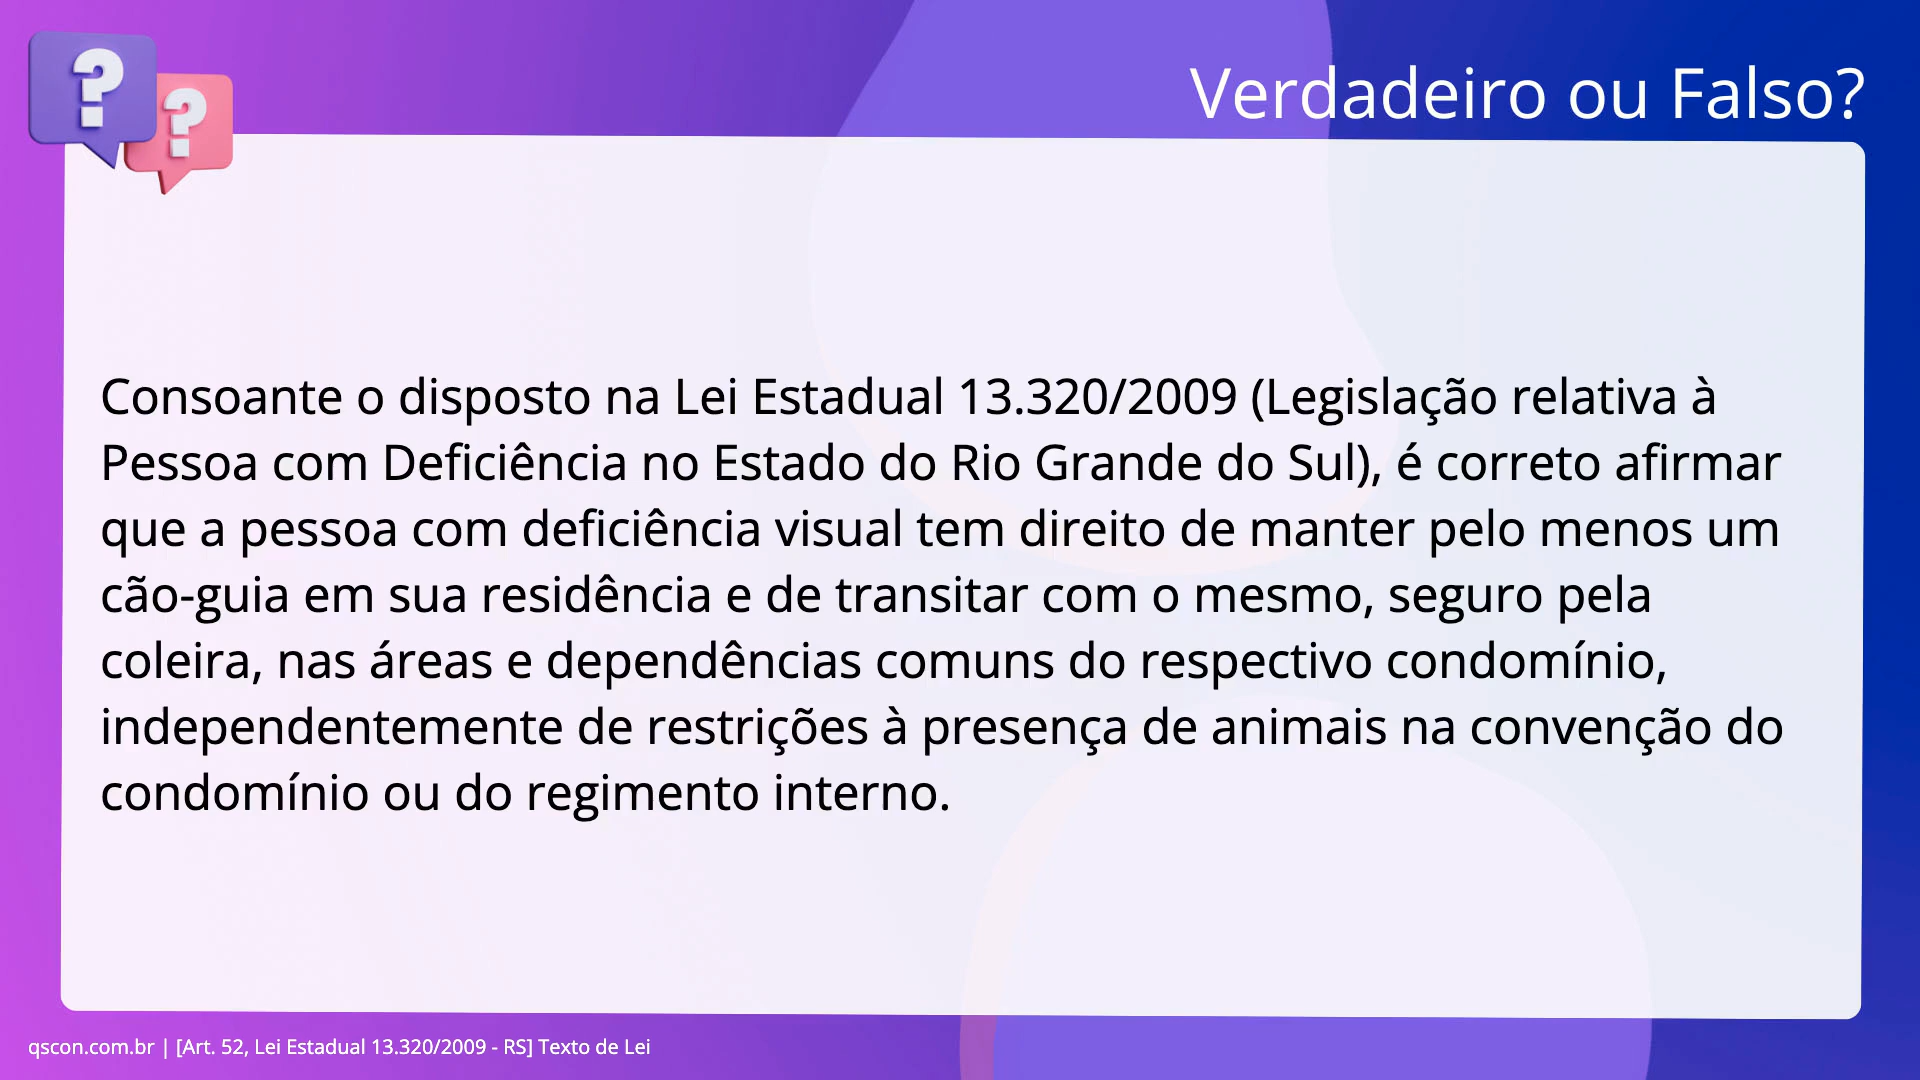 Verdadeiro ou Falso?
Consoante o disposto na Lei Estadual 13.320/2009 (Legislação relativa à
Pessoa com Deficiência no Estado do Rio Grande do Sul), é correto afirmar
que a pessoa com deficiência visual tem direito de manter pelo menos um
cão-guia em sua residência e de transitar com o mesmo, seguro pela
coleira, nas áreas e dependências comuns do respectivo condomínio,
independentemente de restrições à presença de animais na convenção do
condomínio ou do regimento interno.
qscon.com.br | [Art. 52, Lei Estadual 13.320/2009 - RS] Texto de Lei